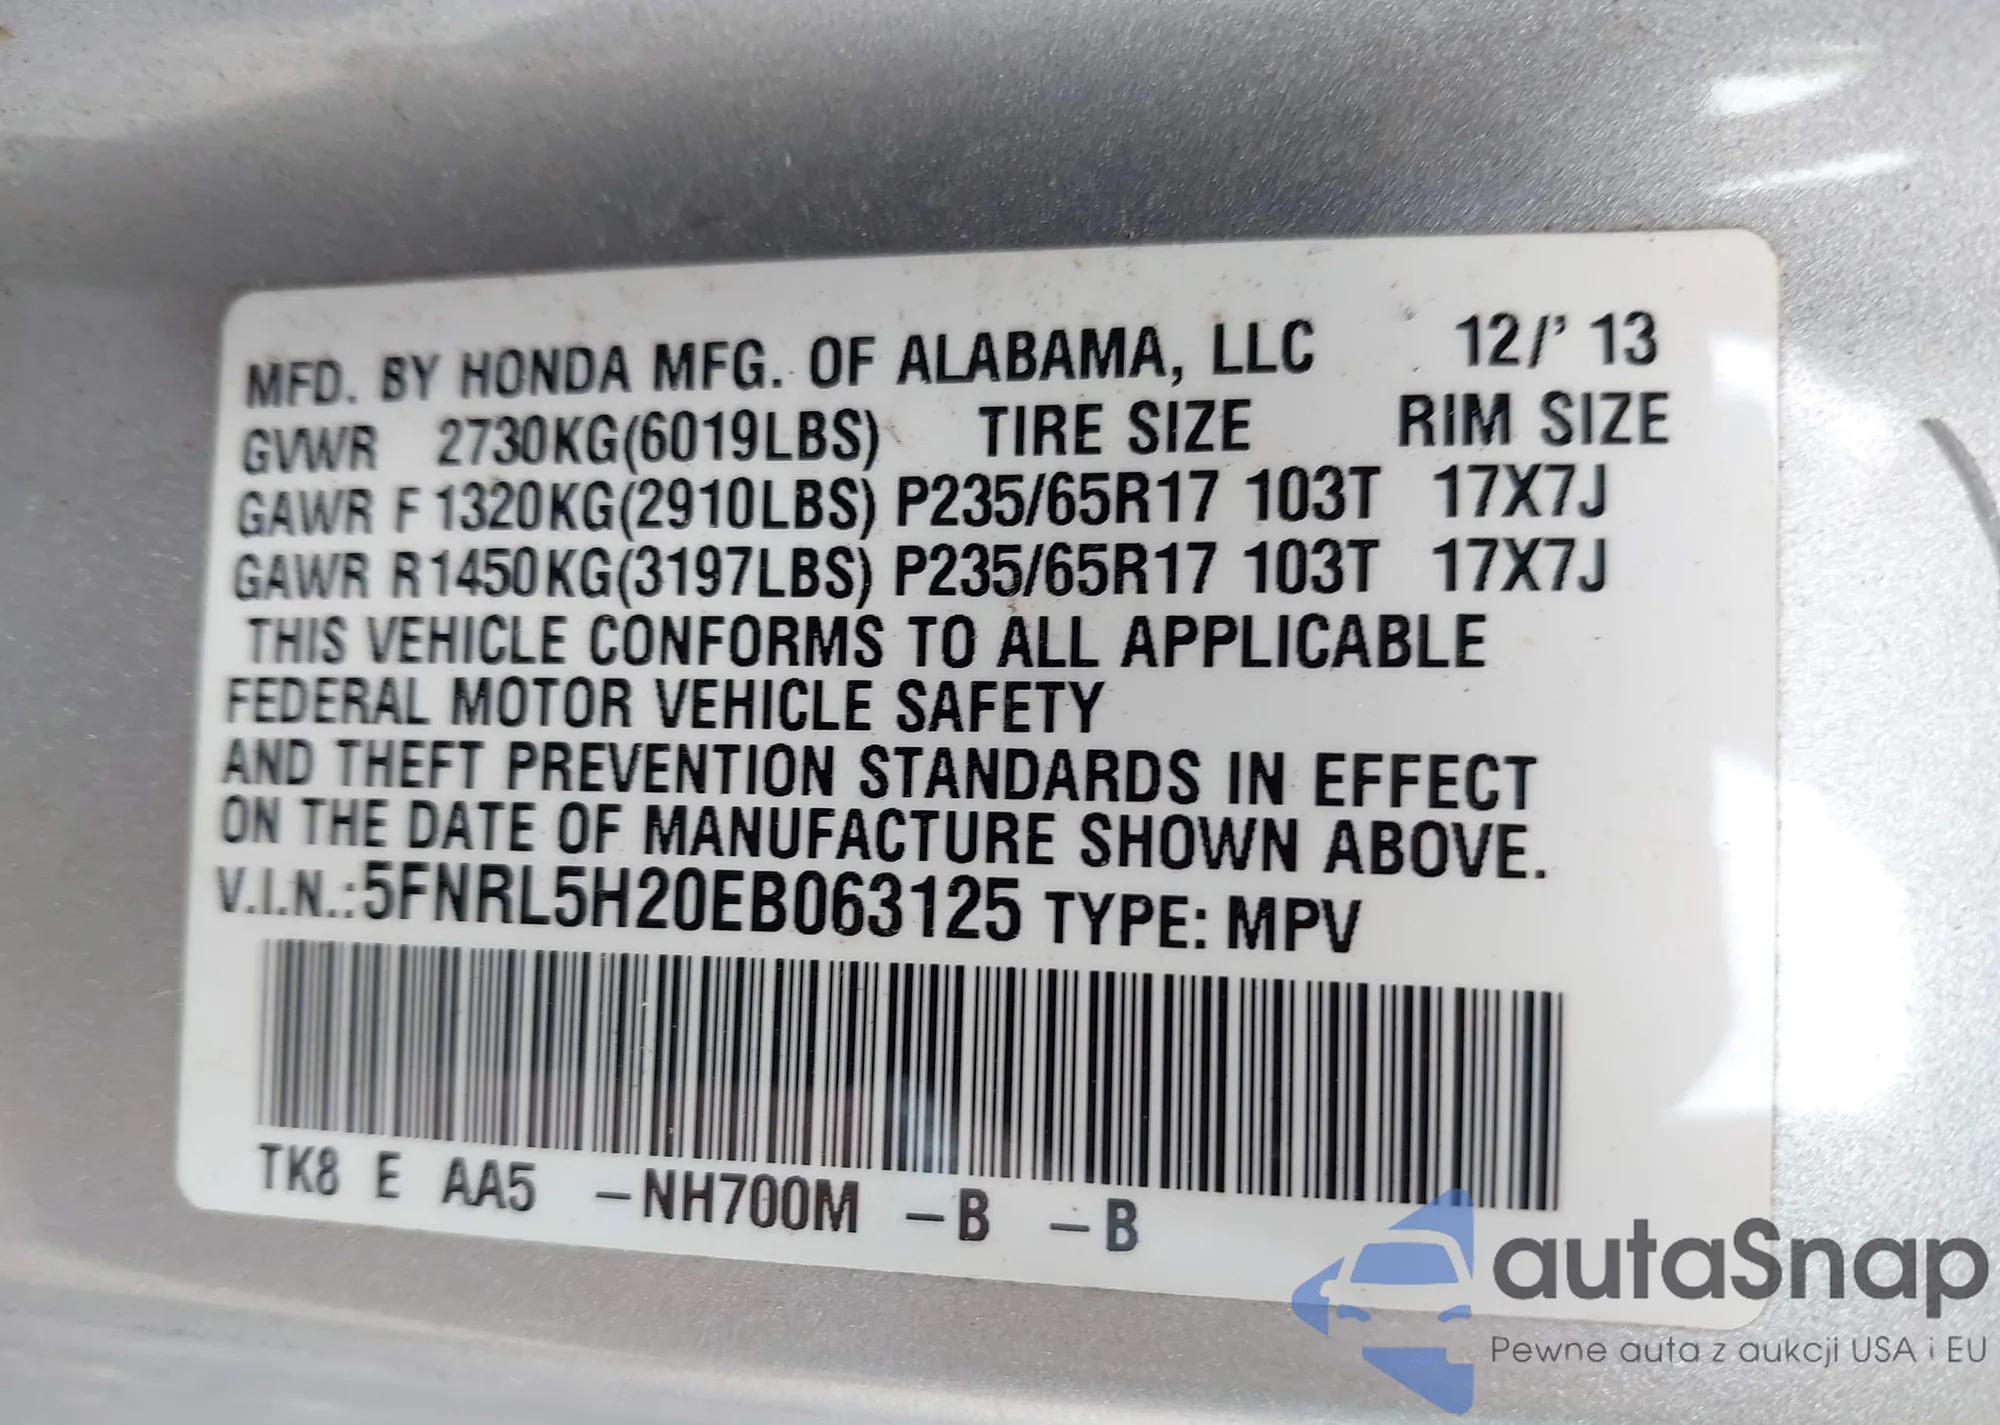 MFD. BY HONDA MFG. OF ALABAMA, LLC 12/' 13
GVWR 2730KG(6019LBS) TIRE SIZE RIM SIZE
GAWR F 1320KG(2910LBS) P235/65R17 103T 17X7J
GAWR R 1450KG(3197LBS) P235/65R17 103T 17X7J
THIS VEHICLE CONFORMS TO ALL APPLICABLE
FEDERAL MOTOR VEHICLE SAFETY
AND THEFT PREVENTION STANDARDS IN EFFECT
ON THE DATE OF MANUFACTURE SHOWN ABOVE.
V.I.N.:5FNRL5H20EB063125 TYPE: MPV
TK8 E AA5 –NH700M –B –B
autaSnap
Pewne auta z aukcji USA i EU